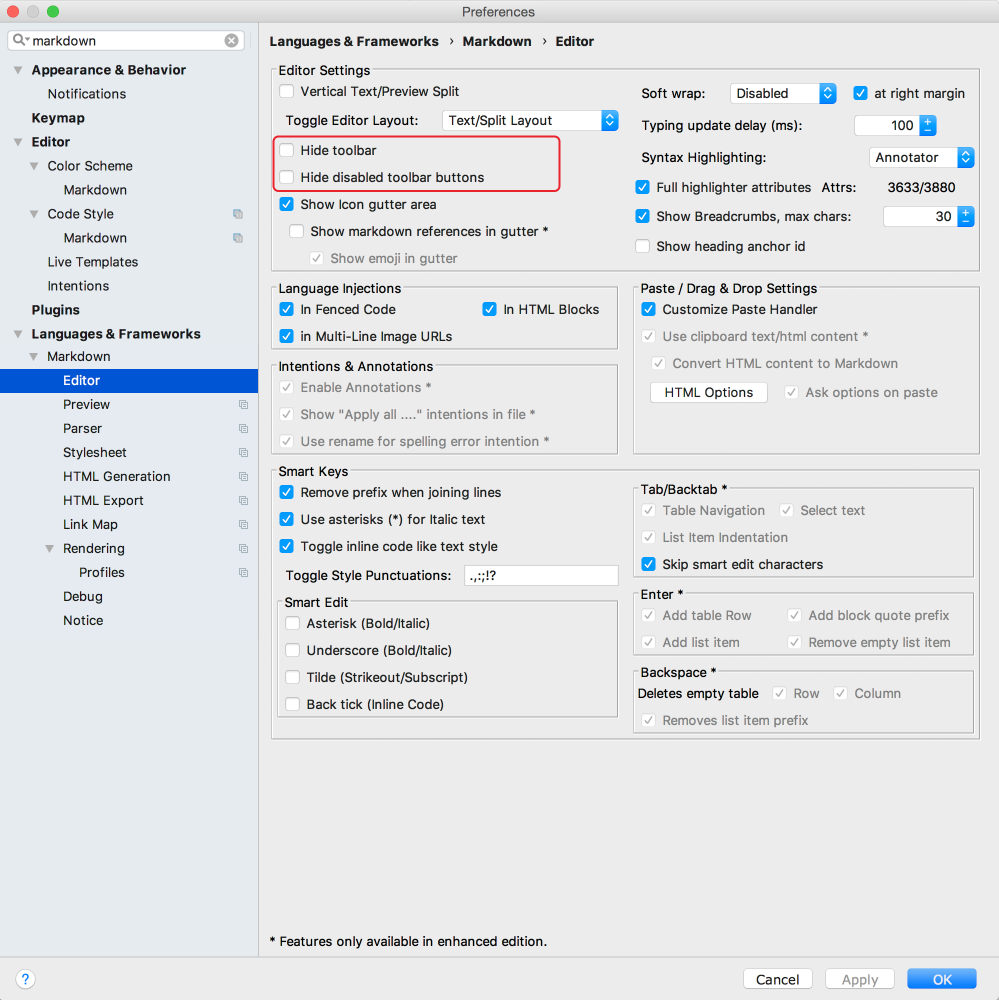 Preferences
markdown
Appearance & Behavior
Notifications
Keymap
Editor
Color Scheme
Markdown
Code Style
Markdown
Live Templates
Intentions
Plugins
Languages & Frameworks
Markdown
Editor
Preview
Parser
Stylesheet
HTML Generation
HTML Export
Link Map
Rendering
Profiles
Debug
Notice
Languages & Frameworks › Markdown › Editor
Editor Settings
Vertical Text/Preview Split
Toggle Editor Layout: Text/Split Layout
Hide toolbar
Hide disabled toolbar buttons
Show Icon gutter area
Show markdown references in gutter *
Show emoji in gutter
Soft wrap: Disabled at right margin
Typing update delay (ms): 100
Syntax Highlighting: Annotator
Full highlighter attributes Attrs: 3633/3880
Show Breadcrumbs, max chars: 30
Show heading anchor id
Language Injections
In Fenced Code In HTML Blocks
in Multi-Line Image URLs
Intentions & Annotations
Enable Annotations *
Show "Apply all ...." intentions in file *
Use rename for spelling error intention *
Paste / Drag & Drop Settings
Customize Paste Handler
Use clipboard text/html content *
Convert HTML content to Markdown
HTML Options Ask options on paste
Smart Keys
Remove prefix when joining lines
Use asterisks (*) for Italic text
Toggle inline code like text style
Toggle Style Punctuations: .,:;!?
Smart Edit
Asterisk (Bold/Italic)
Underscore (Bold/Italic)
Tilde (Strikeout/Subscript)
Back tick (Inline Code)
Tab/Backtab *
Table Navigation Select text
List Item Indentation
Skip smart edit characters
Enter *
Add table Row Add block quote prefix
Add list item Remove empty list item
Backspace *
Deletes empty table Row Column
Removes list item prefix
* Features only available in enhanced edition.
? Cancel Apply OK